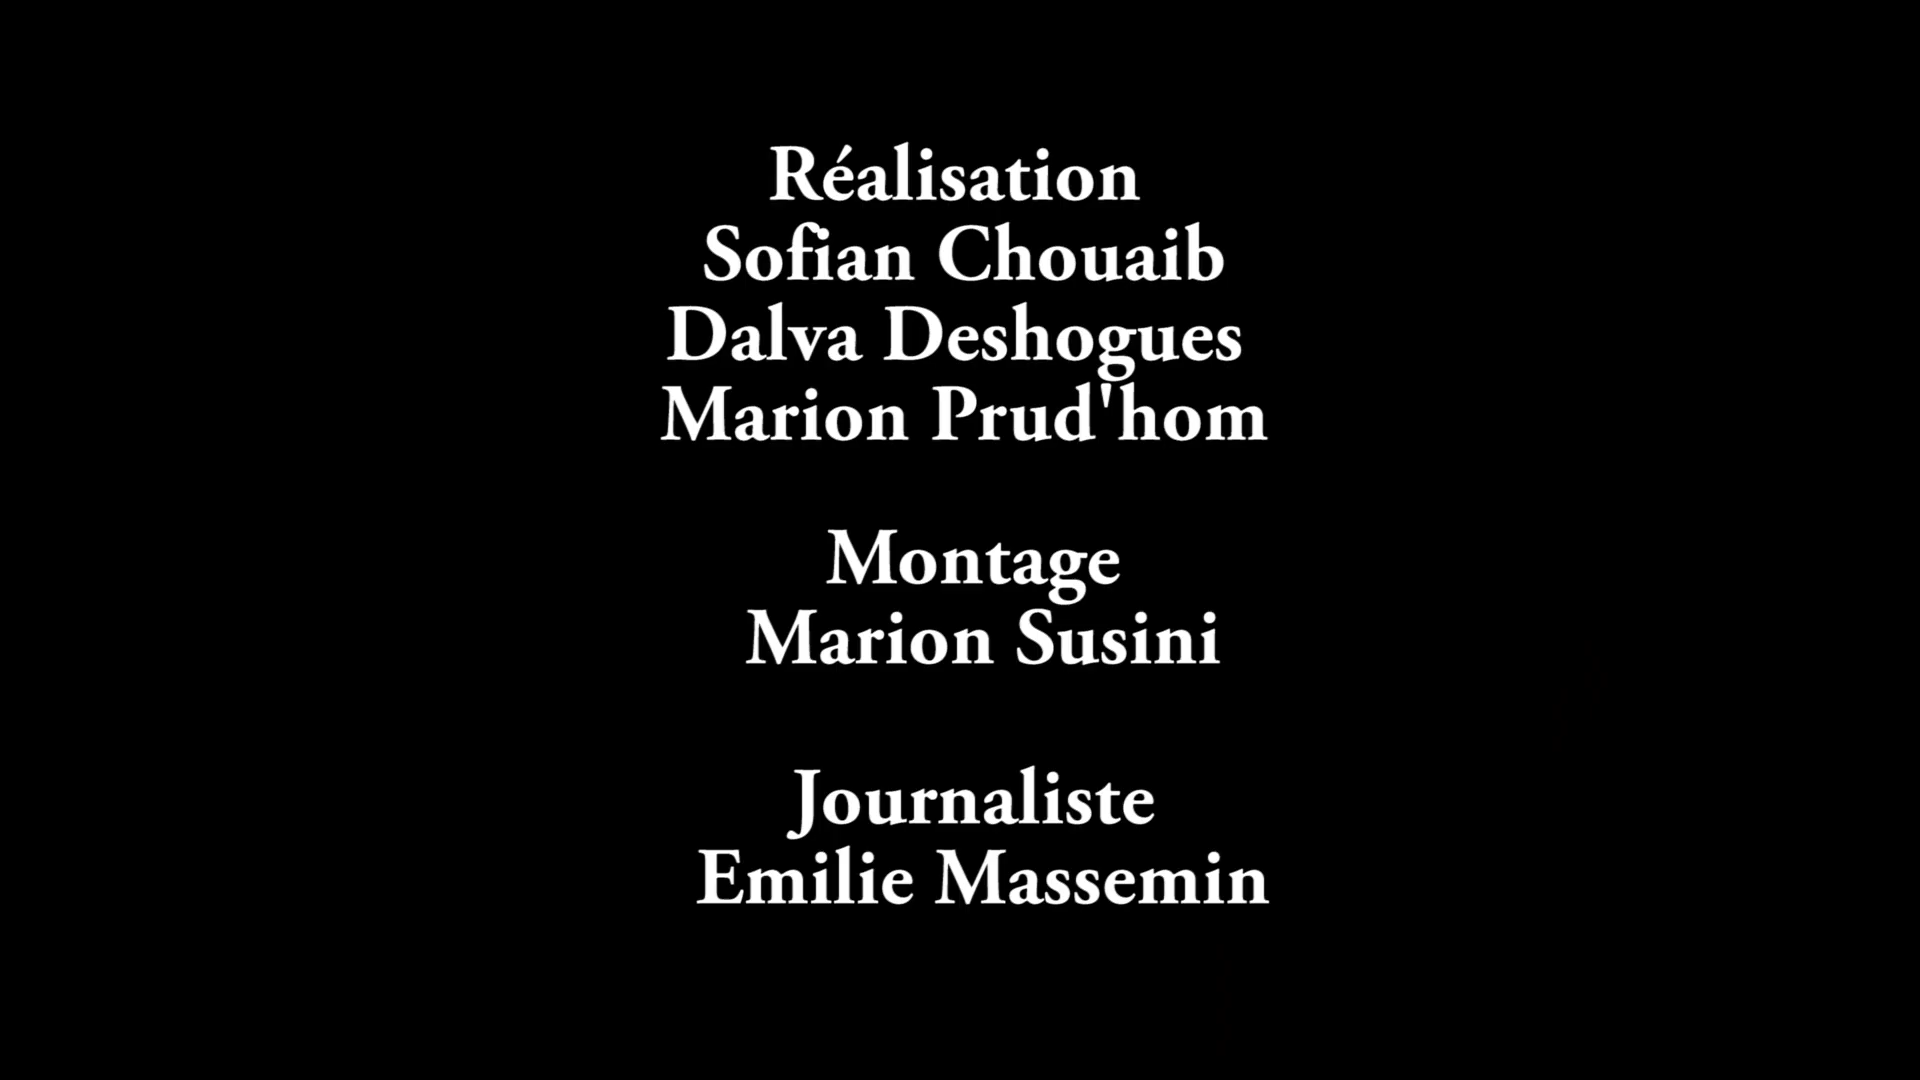 Réalisation
Sofian Chouaib
Dalva Deshogues
Marion Prud'hom
Montage
Marion Susini
Journaliste
Emilie Massemin